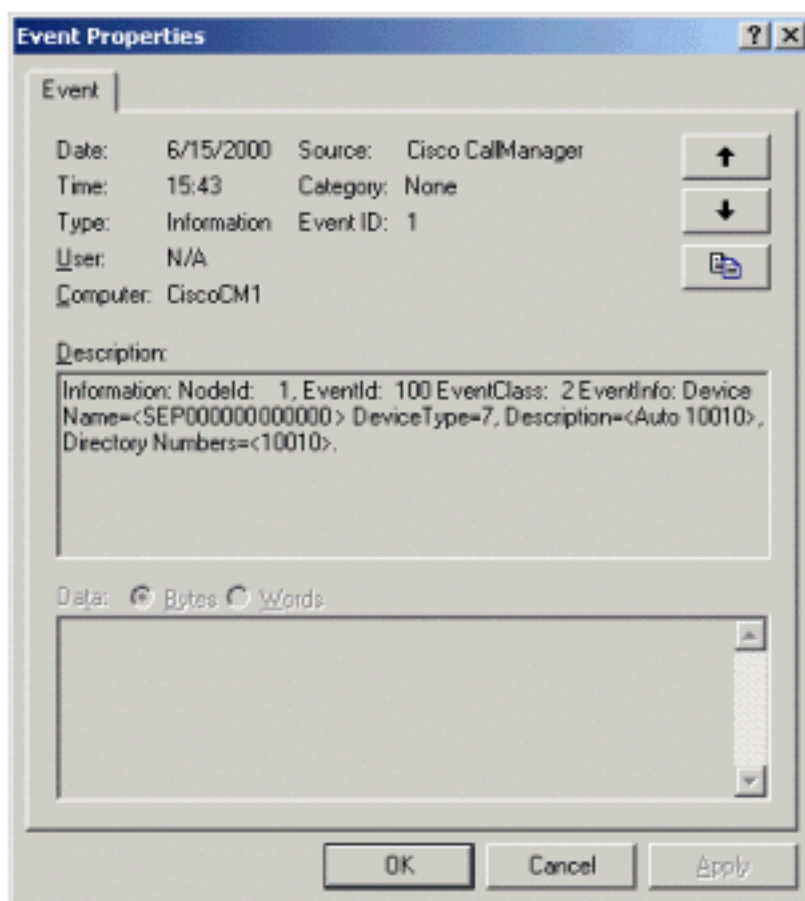 Event Properties
Event
Date: 6/15/2000 Source: Cisco CallManager
Time: 15:43 Category: None
Type: Information Event ID: 1
User: N/A
Computer: CiscoCM1
Description:
Information: NodeId: 1, EventId: 100 EventClass: 2 EventInfo: Device
Name=<SEP000000000000> DeviceType=7, Description=<Auto 10010>,
Directory Numbers=<10010>.
Data: Bytes Words
OK Cancel Apply